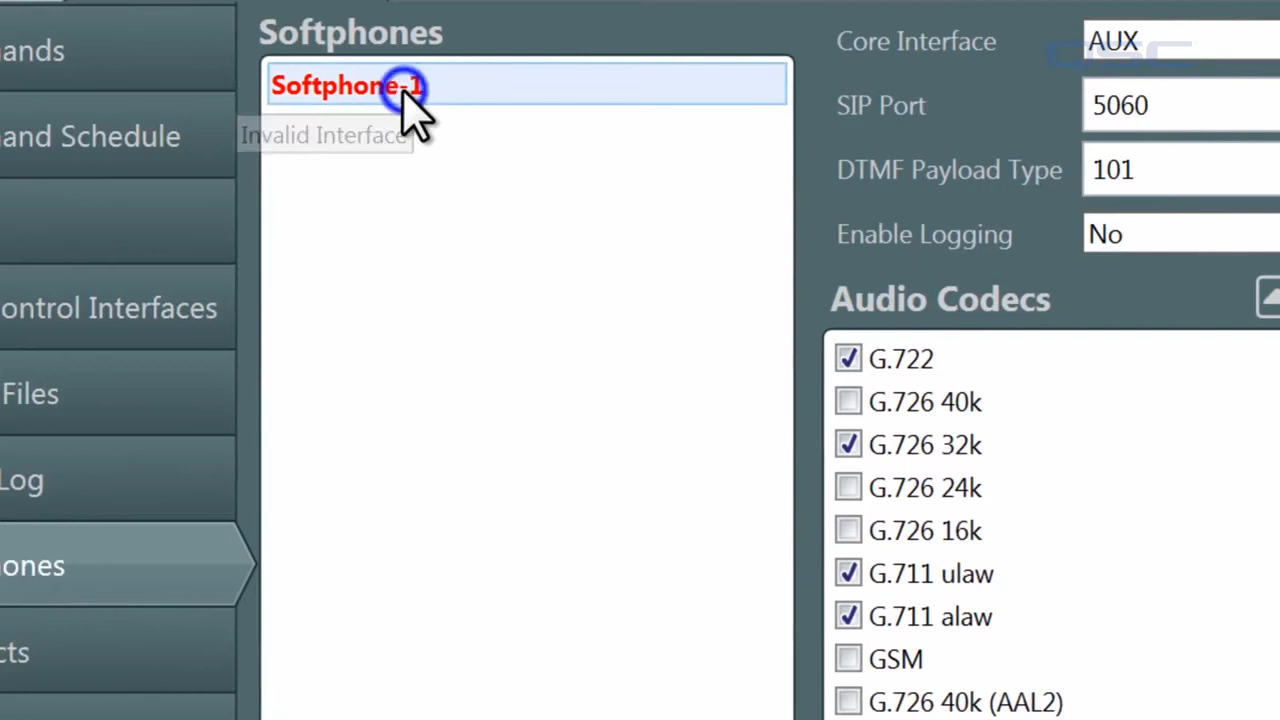 ands
and Schedule
ontrol Interfaces
Files
Log
ones
cts
Softphones
Softphone-1
Invalid Interface
Core Interface AUX
QSC
SIP Port 5060
DTMF Payload Type 101
Enable Logging No
Audio Codecs
G.722
G.726 40k
G.726 32k
G.726 24k
G.726 16k
G.711 ulaw
G.711 alaw
GSM
G.726 40k (AAL2)